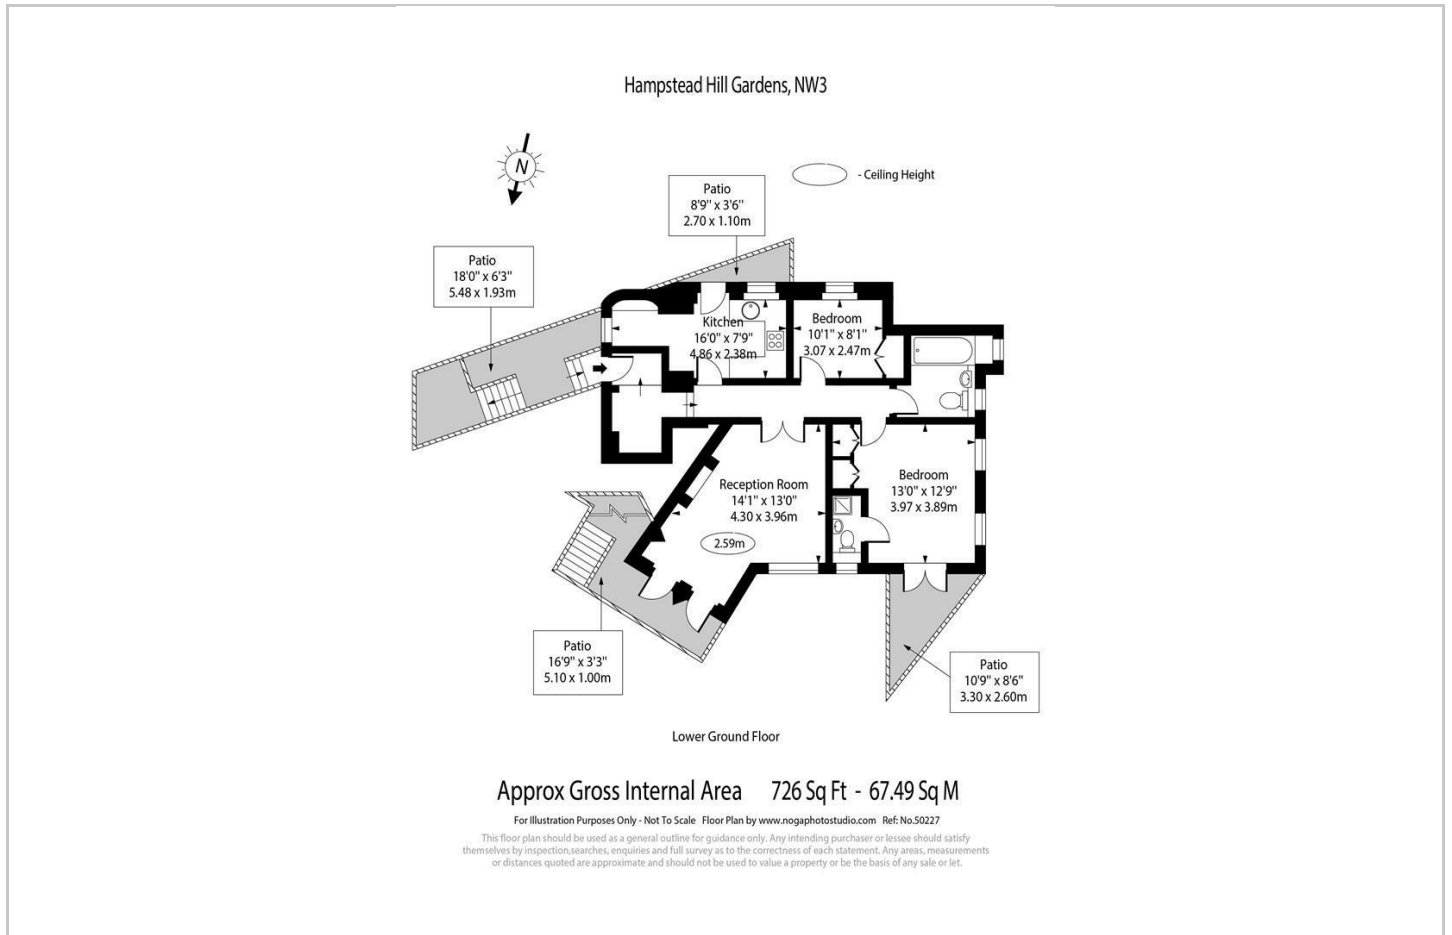 Hampstead Hill Gardens, NW3
N
- Ceiling Height
Patio
8'9" x 3'6"
2.70 x 1.10m
Patio
18'0" x 6'3"
5.48 x 1.93m
Kitchen
16'0" x 7'9"
4.86 x 2.38m
Bedroom
10'1" x 8'1"
3.07 x 2.47m
Reception Room
14'1" x 13'0"
4.30 x 3.96m
2.59m
Bedroom
13'0" x 12'9"
3.97 x 3.89m
Patio
16'9" x 3'3"
5.10 x 1.00m
Patio
10'9" x 8'6"
3.30 x 2.60m
Lower Ground Floor
Approx Gross Internal Area 726 Sq Ft - 67.49 Sq M
For Illustration Purposes Only - Not To Scale Floor Plan by www.nogaphotostudio.com Ref: No.50227
This floor plan should be used as a general outline for guidance only. Any intending purchaser or lessee should satisfy
themselves by inspection,searches, enquiries and full survey as to the correctness of each statement. Any areas, measurements
or distances quoted are approximate and should not be used to value a property or be the basis of any sale or let.